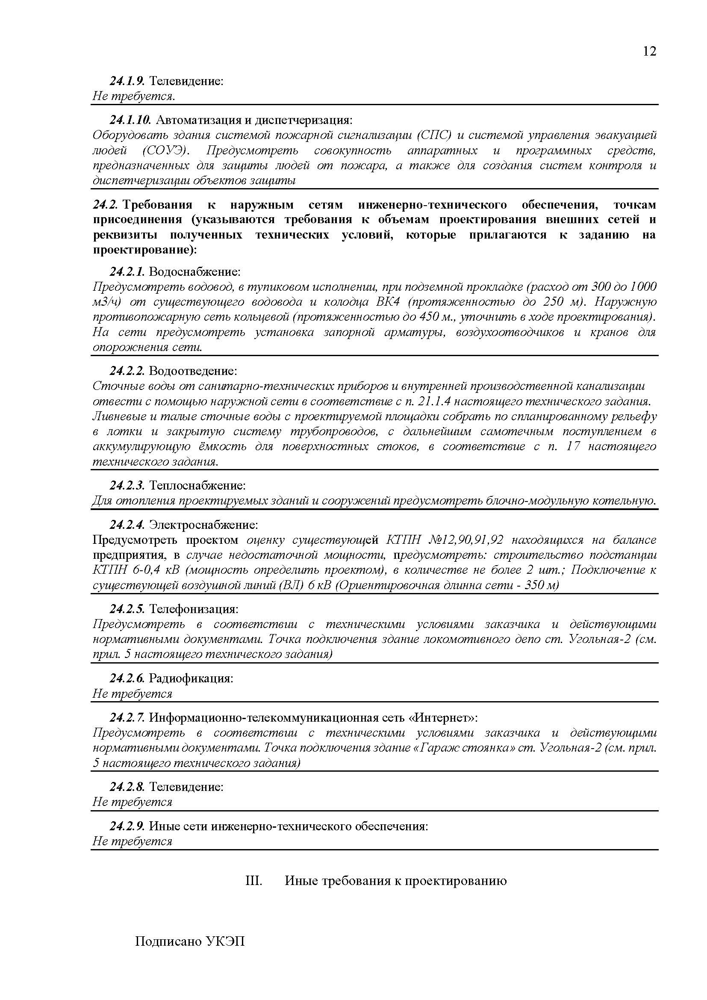 12
24.1.9. Телевидение:
Не требуется.
24.1.10. Автоматизация и диспетчеризация:
Оборудовать здания системой пожарной сигнализации (СПС) и системой управления эвакуацией
людей (СОУЭ). Предусмотреть совокупность аппаратных и программных средств,
предназначенных для защиты людей от пожара, а также для создания систем контроля и
диспетчеризации объектов защиты
24.2. Требования к наружным сетям инженерно-технического обеспечения, точкам
присоединения (указываются требования к объемам проектирования внешних сетей и
реквизиты полученных технических условий, которые прилагаются к заданию на
проектирование):
24.2.1. Водоснабжение:
Предусмотреть водовод, в тупиковом исполнении, при подземной прокладке (расход от 300 до 1000
м3/ч) от существующего водовода и колодца ВК4 (протяженностью до 250 м). Наружную
противопожарную сеть кольцевой (протяженностью до 450 м., уточнить в ходе проектирования).
На сети предусмотреть установка запорной арматуры, воздухоотводчиков и кранов для
опорожнения сети.
24.2.2. Водоотведение:
Сточные воды от санитарно-технических приборов и внутренней производственной канализации
отвести с помощью наружной сети в соответствие с п. 21.1.4 настоящего технического задания.
Ливневые и талые сточные воды с проектируемой площадки собрать по спланированному рельефу
в лотки и закрытую систему трубопроводов, с дальнейшим самотечным поступлением в
аккумулирующую ёмкость для поверхностных стоков, в соответствие с п. 17 настоящего
технического задания.
24.2.3. Теплоснабжение:
Для отопления проектируемых зданий и сооружений предусмотреть блочно-модульную котельную.
24.2.4. Электроснабжение:
Предусмотреть проектом оценку существующей КТПН №12,90,91,92 находящихся на балансе
предприятия, в случае недостаточной мощности, предусмотреть: строительство подстанции
КТПН 6-0,4 кВ (мощность определить проектом), в количестве не более 2 шт.; Подключение к
существующей воздушной линий (ВЛ) 6 кВ (Ориентировочная длинна сети - 350 м)
24.2.5. Телефонизация:
Предусмотреть в соответствии с техническими условиями заказчика и действующими
нормативными документами. Точка подключения здание локомотивного депо ст. Угольная-2 (см.
прил. 5 настоящего технического задания)
24.2.6. Радиофикация:
Не требуется
24.2.7. Информационно-телекоммуникационная сеть «Интернет»:
Предусмотреть в соответствии с техническими условиями заказчика и действующими
нормативными документами. Точка подключения здание «Гараж стоянка» ст. Угольная-2 (см. прил.
5 настоящего технического задания)
24.2.8. Телевидение:
Не требуется
24.2.9. Иные сети инженерно-технического обеспечения:
Не требуется
III. Иные требования к проектированию
Подписано УКЭП